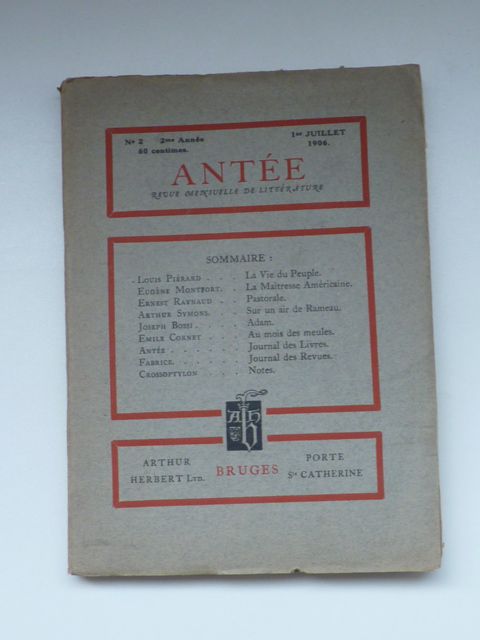 Nº 2 2me Année 1er JUILLET
60 centimes. 1906.
ANTÉE
REVUE MENSUELLE DE LITTÉRATURE
SOMMAIRE :
Louis Piérard . . . La Vie du Peuple.
Eugène Montfort. . La Maîtresse Américaine.
Ernest Raynaud . . Pastorale.
Arthur Symons. . . Sur un air de Rameau.
Joseph Bossi . . . . Adam.
Emile Cornet . . . Au mois des meules.
Antée . . . . . . Journal des Livres.
Fabrice. . . . . . Journal des Revues.
Crossoptylon . . . . Notes.
A H
ARTHUR HERBERT Ltd. BRUGES PORTE Ste CATHERINE